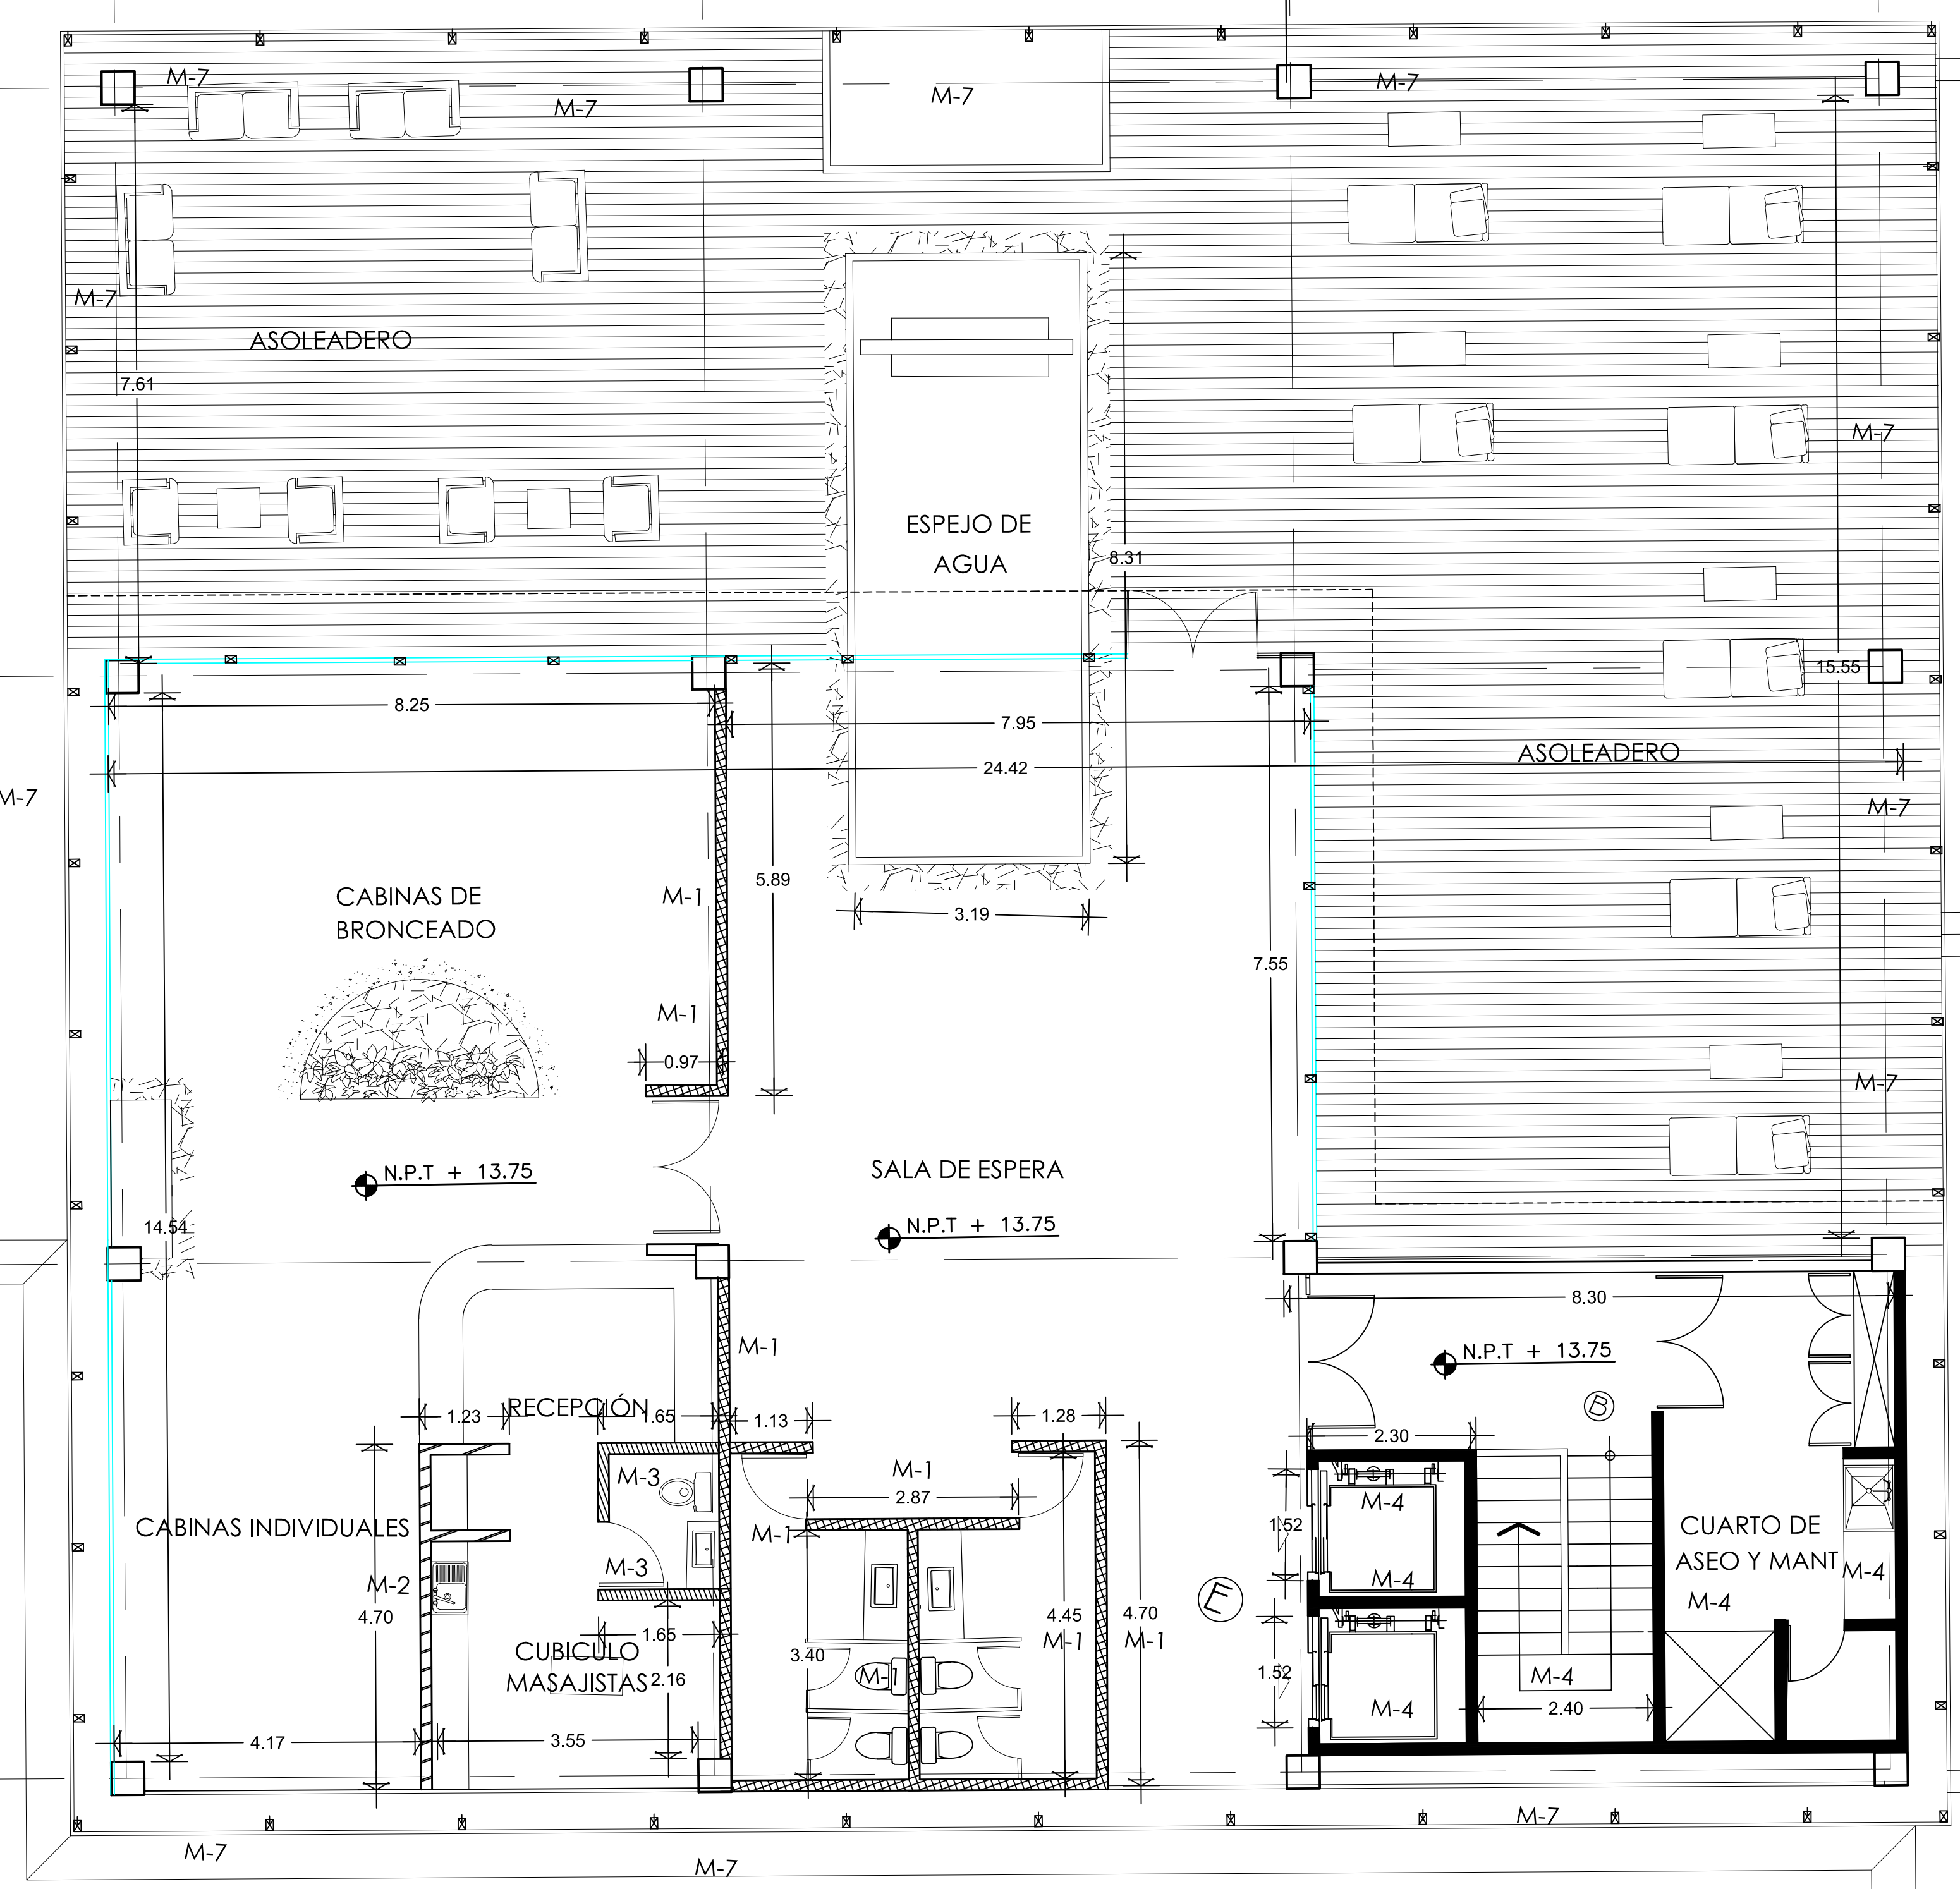 M-7
M-7
M-7
M-7
M-7
ASOLEADERO
7.61
M-7
ESPEJO DE
AGUA
8.31
15.55
8.25
7.95
24.42
ASOLEADERO
M-7
M-7
5.89
CABINAS DE
BRONCEADO
M-1
3.19
7.55
M-1
0.97
M-7
SALA DE ESPERA
N.P.T + 13.75
N.P.T + 13.75
14.54
8.30
M-1
N.P.T + 13.75
B
RECEPCIÓN
1.23
1.65
1.13
1.28
2.30
M-3
M-1
2.87
M-4
CABINAS INDIVIDUALES
M-1
1.52
CUARTO DE
ASEO Y MANT
M-3
M-2
M-4
M-4
M-4
E
4.70
4.45
4.70
1.65
M-1
M-1
CUBICULO
MASAJISTAS
2.16
3.40
M-1
1.52
M-4
M-4
2.40
4.17
3.55
M-7
M-7
M-7